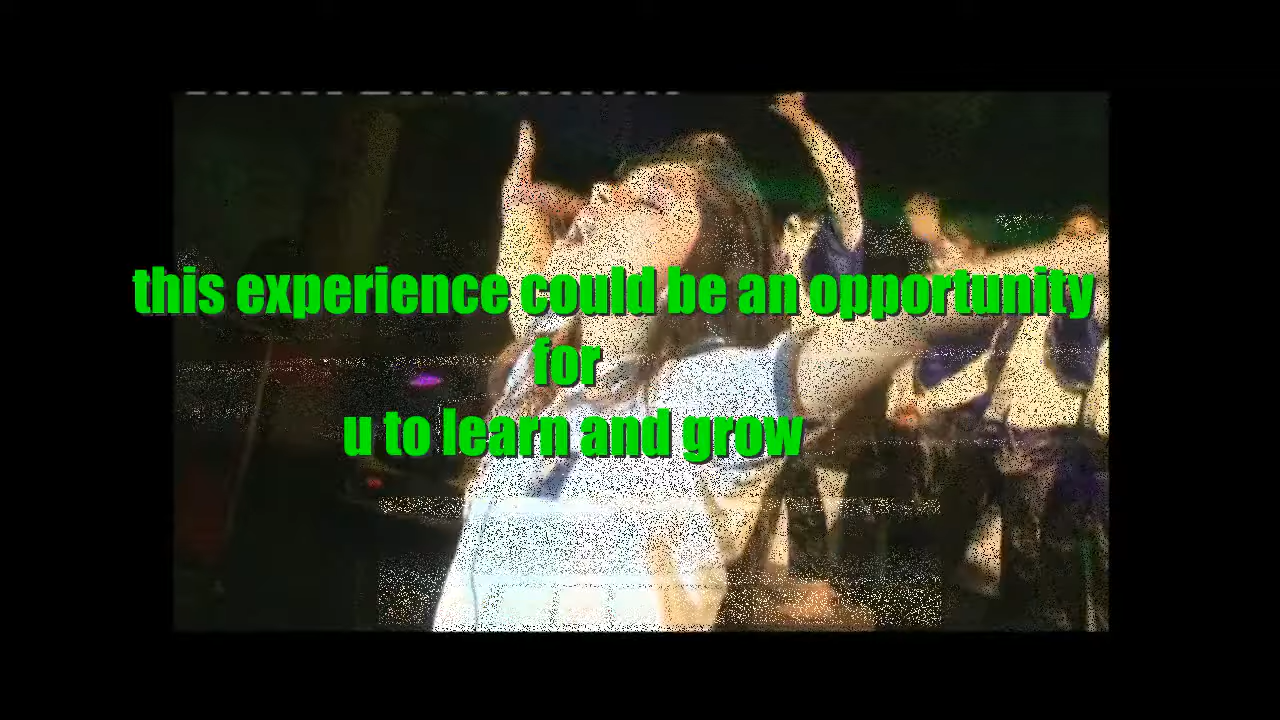 this experience could be an opportunity
for
u to learn and grow